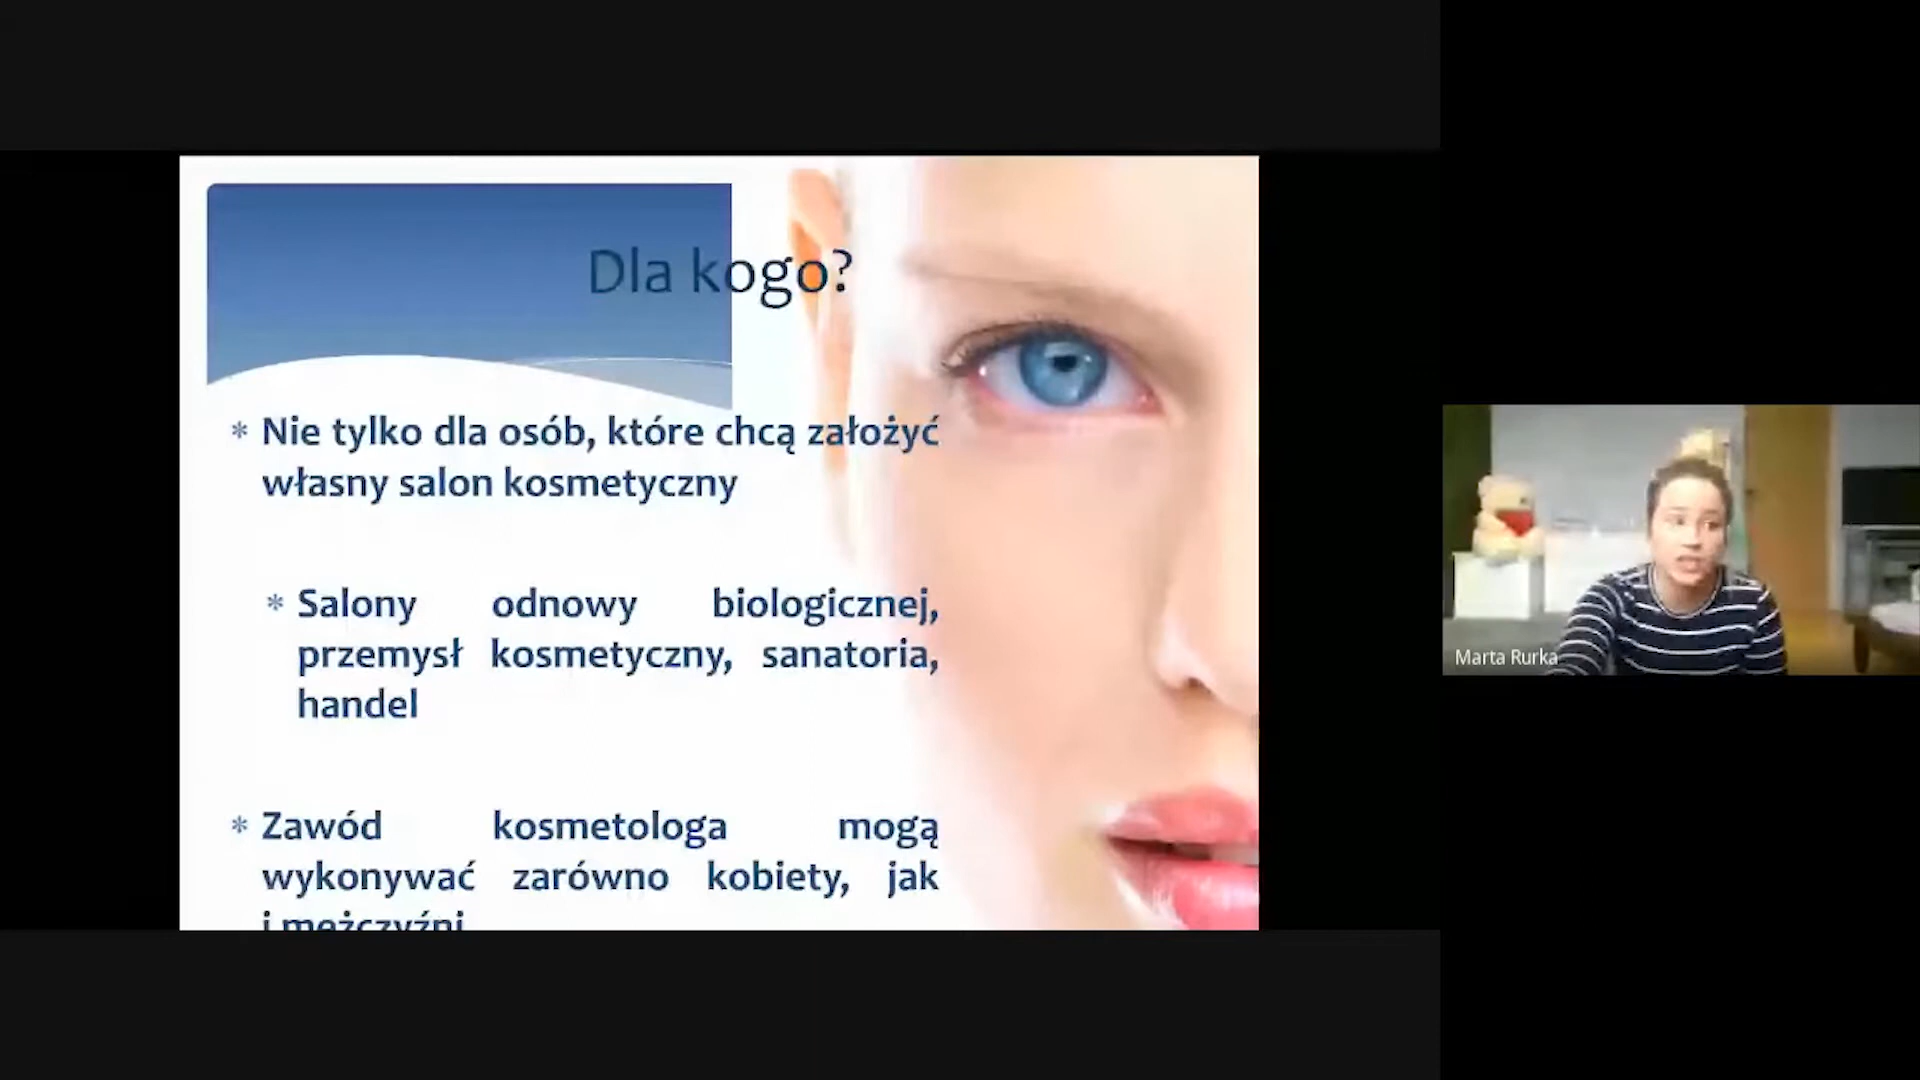 Dla kogo?
* Nie tylko dla osób, które chcą założyć
własny salon kosmetyczny
* Salony odnowy biologicznej,
przemysł kosmetyczny, sanatoria,
handel
* Zawód kosmetologa mogą
wykonywać zarówno kobiety, jak
i mężczyźni
Marta Rurka